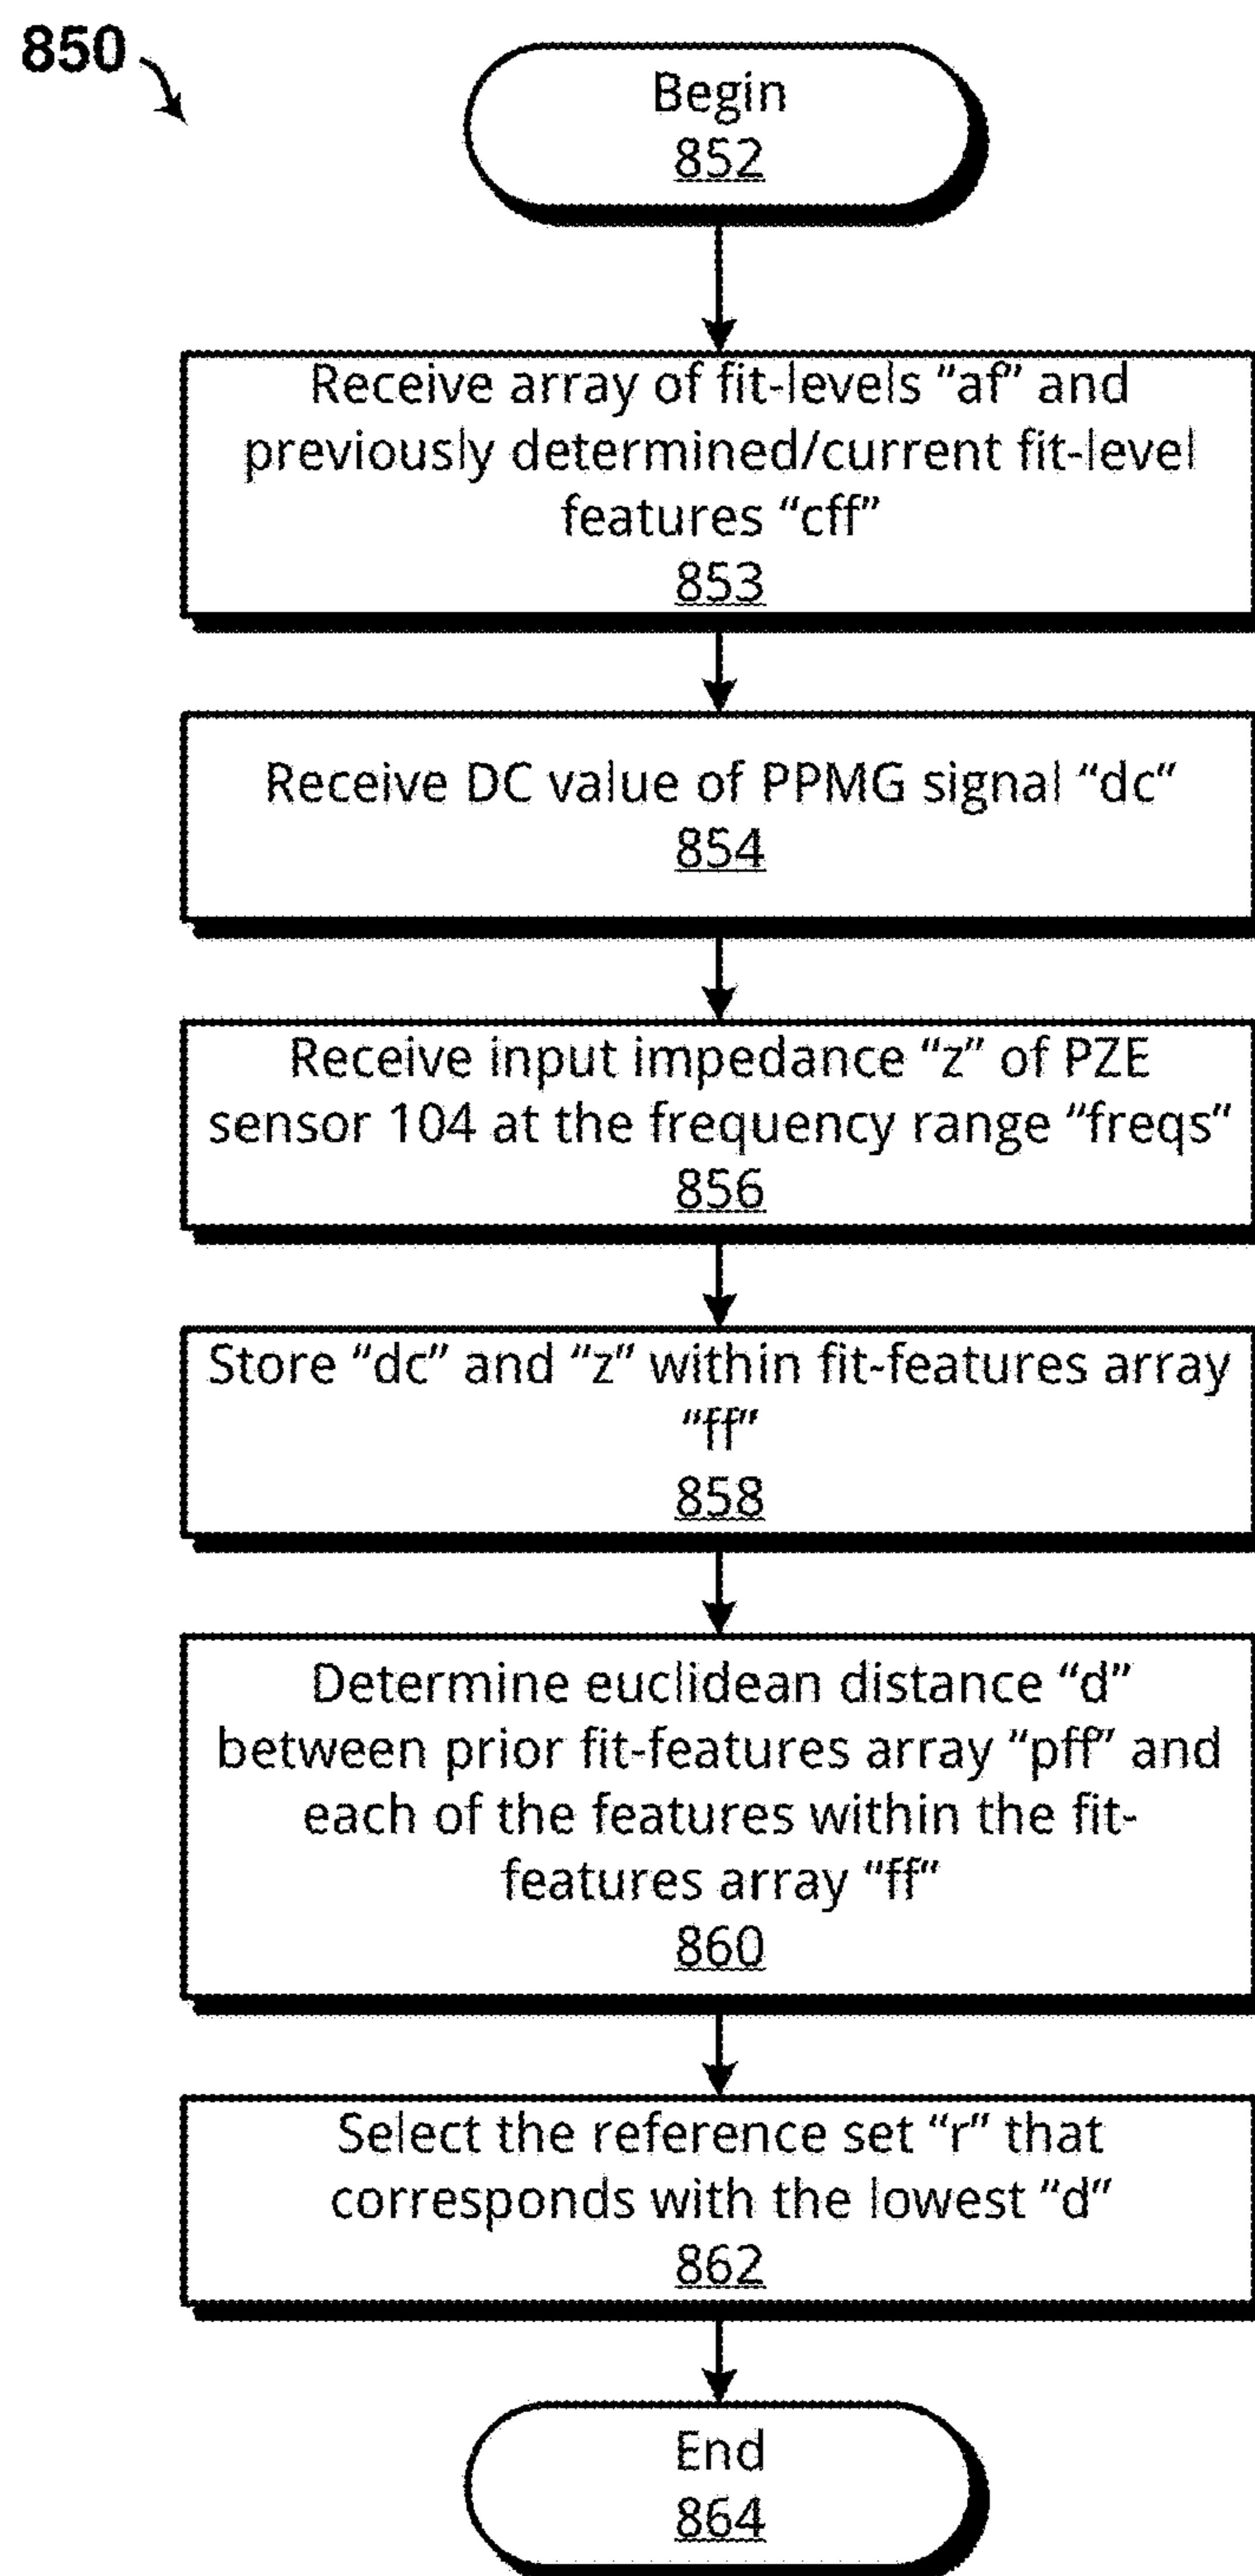 850
Begin
852
Receive array of fit-levels “af” and
previously determined/current fit-level
features “cff”
853
Receive DC value of PPMG signal “dc”
854
Receive input impedance “z” of PZE
sensor 104 at the frequency range “freqs”
856
Store “dc” and “z” within fit-features array
“ff”
858
Determine euclidean distance “d”
between prior fit-features array “pff” and
each of the features within the fit-
features array “ff”
860
Select the reference set “r” that
corresponds with the lowest “d”
862
End
864